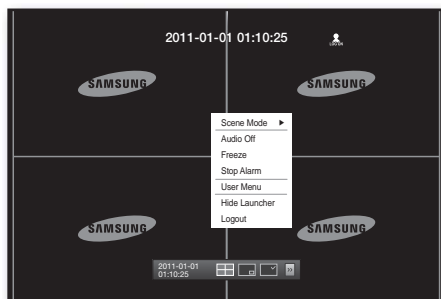 2011-01-01 01:10:25
SAMSUNG
SAMSUNG
Scene Mode
Audio Off
Freeze
Stop Alarm
User Menu
Hide Launcher
Logout
SAMSUNG
SAMSUNG
2011-01-01
01:10:25